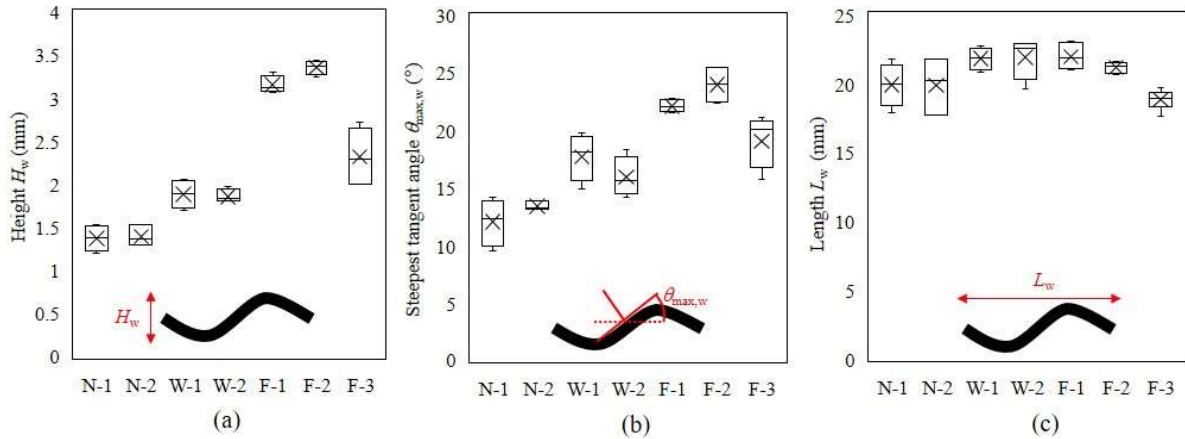 4
3.5
3
2.5
2
1.5
1
0.5
0
Height Hw (mm)
Hw
N-1 N-2 W-1 W-2 F-1 F-2 F-3
(a)
30
25
20
15
10
5
0
Steepest tangent angle θmax,w (°)
θmax,w
N-1 N-2 W-1 W-2 F-1 F-2 F-3
(b)
25
20
15
10
5
0
Length Lw (mm)
Lw
N-1 N-2 W-1 W-2 F-1 F-2 F-3
(c)